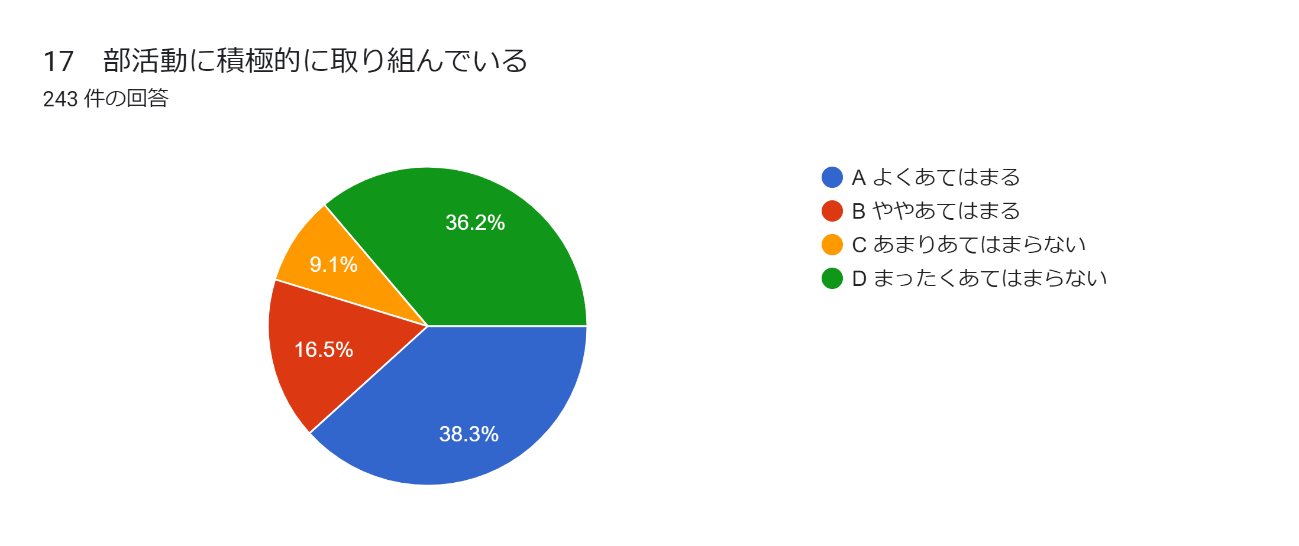 17　部活動に積極的に取り組んでいる
243 件の回答
36.2%
9.1%
16.5%
38.3%
A よくあてはまる
B ややあてはまる
C あまりあてはまらない
D まったくあてはまらない